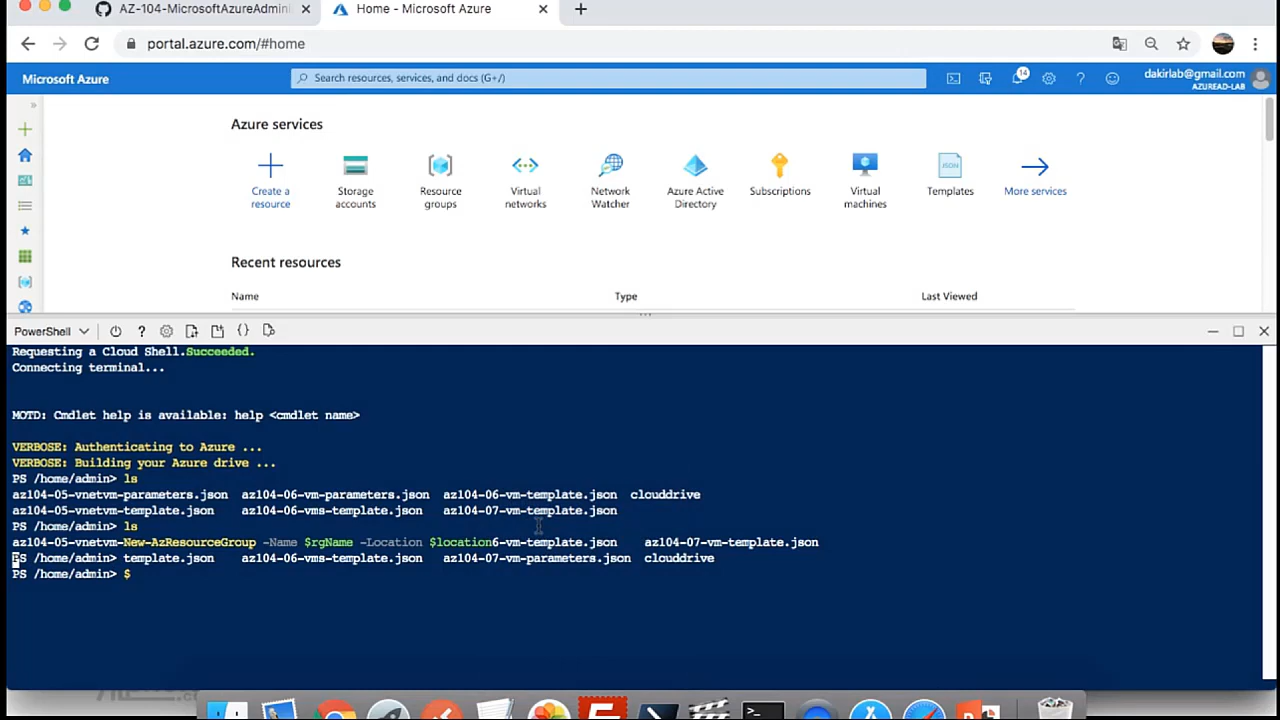 AZ-104-MicrosoftAzureAdmini
Home - Microsoft Azure
portal.azure.com/#home
Microsoft Azure
Search resources, services, and docs (G+/)
14
dakirlab@gmail.com
AZUREAD-LAB
Azure services
Create a resource
Storage accounts
Resource groups
Virtual networks
Network Watcher
Azure Active Directory
Subscriptions
Virtual machines
JSON
Templates
More services
Recent resources
Name Type Last Viewed
PowerShell
Requesting a Cloud Shell.Succeeded.
Connecting terminal...
MOTD: Cmdlet help is available: help <cmdlet name>
VERBOSE: Authenticating to Azure ...
VERBOSE: Building your Azure drive ...
PS /home/admin> ls
az104-05-vnetvm-parameters.json az104-06-vm-parameters.json az104-06-vm-template.json clouddrive
az104-05-vnetvm-template.json az104-06-vms-template.json az104-07-vm-template.json
PS /home/admin> ls
az104-05-vnetvm-New-AzResourceGroup -Name $rgName -Location $location6-vm-template.json az104-07-vm-template.json
PS /home/admin> template.json az104-06-vms-template.json az104-07-vm-parameters.json clouddrive
PS /home/admin> $